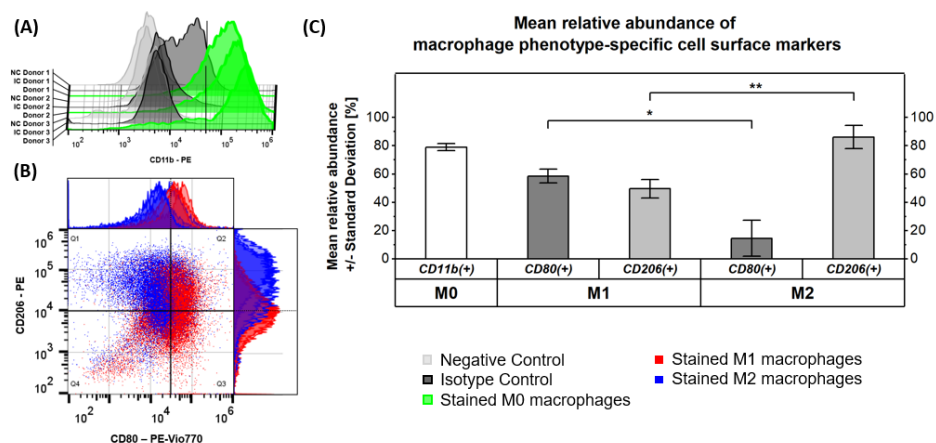 (A)
NC Donor 1
IC Donor 1
Donor 1
NC Donor 2
IC Donor 2
Donor 2
NC Donor 3
IC Donor 3
Donor 3
10² 10³ 10⁴ 10⁵ 10⁶
CD11b - PE
(B)
Q1 Q2
10⁶
10⁵
10⁴
10³
10²
CD206 - PE
Q4 Q3
10² 10³ 10⁴ 10⁵ 10⁶
CD80 – PE-Vio770
(C)
Mean relative abundance of
macrophage phenotype-specific cell surface markers
Mean relative abundance
+/- Standard Deviation [%]
* **
100 100
80 80
60 60
40 40
20 20
0 0
CD11b(+) CD80(+) CD206(+) CD80(+) CD206(+)
M0 M1 M2
Negative Control
Isotype Control
Stained M0 macrophages
Stained M1 macrophages
Stained M2 macrophages